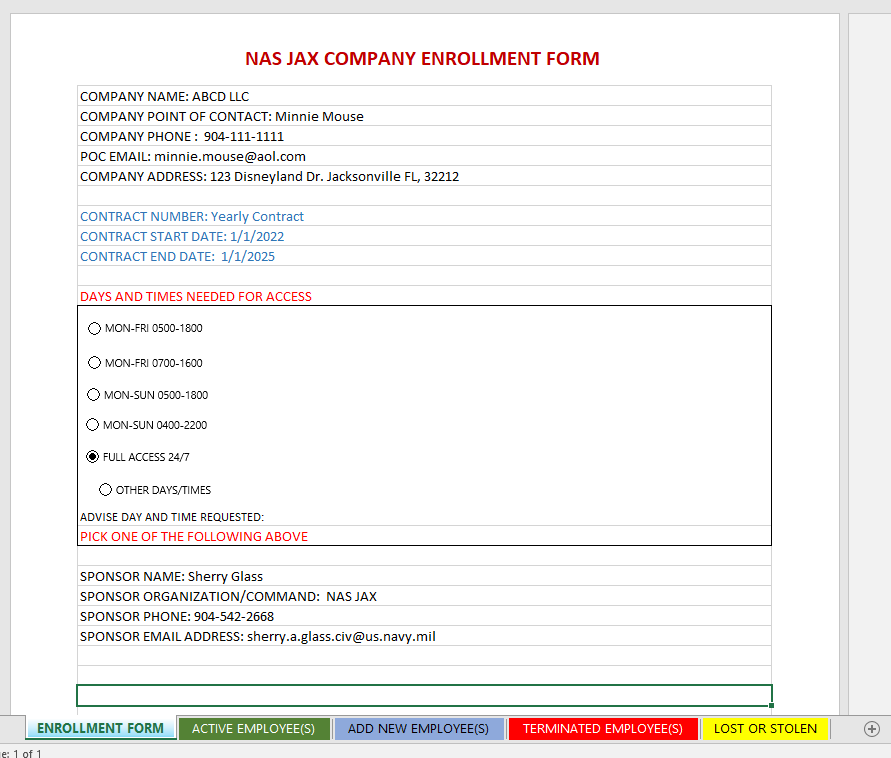 NAS JAX COMPANY ENROLLMENT FORM
COMPANY NAME: ABCD LLC
COMPANY POINT OF CONTACT: Minnie Mouse
COMPANY PHONE :  904-111-1111
POC EMAIL: minnie.mouse@aol.com
COMPANY ADDRESS: 123 Disneyland Dr. Jacksonville FL, 32212
CONTRACT NUMBER: Yearly Contract
CONTRACT START DATE: 1/1/2022
CONTRACT END DATE:  1/1/2025
DAYS AND TIMES NEEDED FOR ACCESS
MON-FRI 0500-1800
MON-FRI 0700-1600
MON-SUN 0500-1800
MON-SUN 0400-2200
FULL ACCESS 24/7
OTHER DAYS/TIMES
ADVISE DAY AND TIME REQUESTED:
PICK ONE OF THE FOLLOWING ABOVE
SPONSOR NAME: Sherry Glass
SPONSOR ORGANIZATION/COMMAND:  NAS JAX
SPONSOR PHONE: 904-542-2668
SPONSOR EMAIL ADDRESS: sherry.a.glass.civ@us.navy.mil
ENROLLMENT FORM ACTIVE EMPLOYEE(S) ADD NEW EMPLOYEE(S) TERMINATED EMPLOYEE(S) LOST OR STOLEN
e: 1 of 1